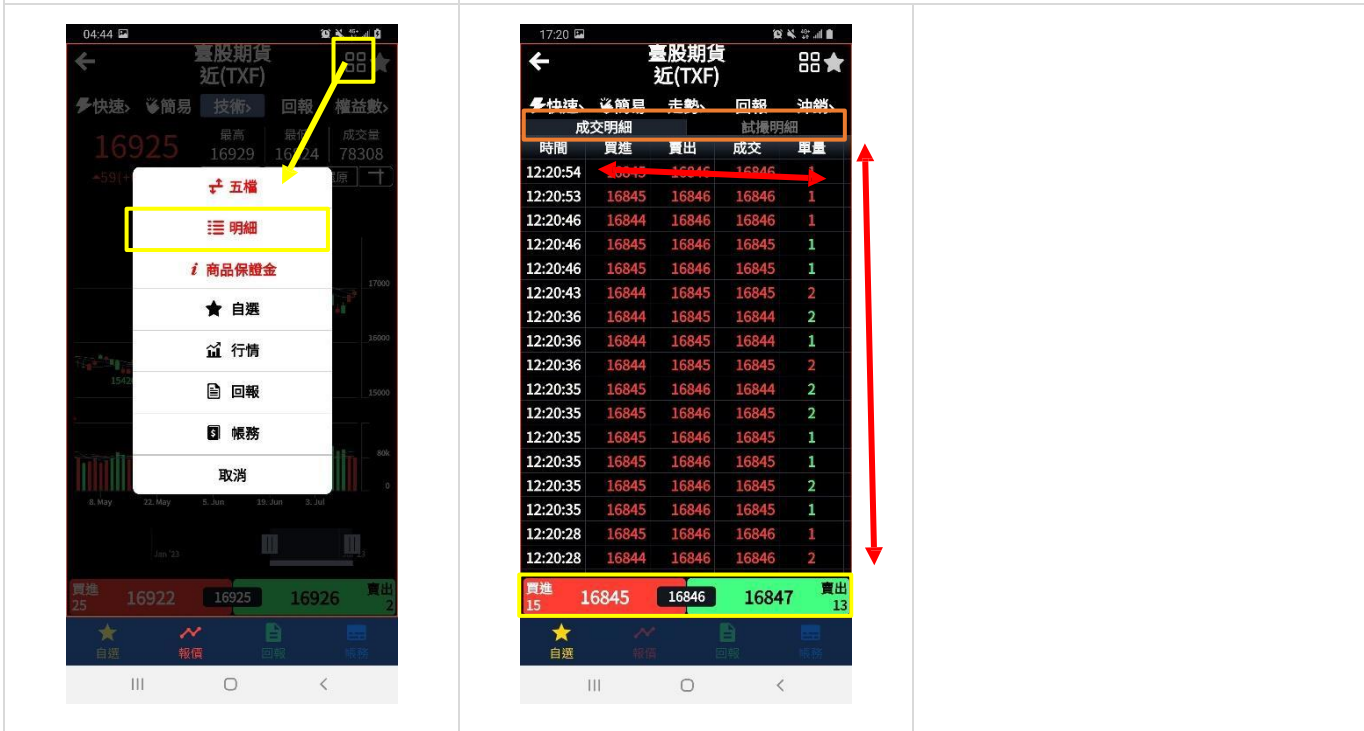 04:44
臺股期貨
近(TXF)
快速› 簡易 技術› 回報 權益數›
最高 最低 成交量
16925 16929 16924 78308
五檔
明細
i 商品保證金
自選
行情
回報
帳務
取消
17000
16000
15000
80k
0
8. May 22. May 5. Jun 19. Jun 3. Jul
Jan '23
買進 賣出
25 16922 16925 16926 2
自選 報價 回報 帳務
17:20
臺股期貨
近(TXF)
快速› 簡易 走勢› 回報 沖銷›
成交明細 試撮明細
時間 買進 賣出 成交 單量
12:20:54 16845 16846 16846
12:20:53 16845 16846 16846 1
12:20:46 16844 16846 16846 1
12:20:46 16845 16846 16845 1
12:20:46 16845 16846 16845 1
12:20:43 16844 16845 16845 2
12:20:36 16844 16845 16844 2
12:20:36 16844 16845 16844 1
12:20:36 16844 16845 16845 2
12:20:35 16845 16846 16844 2
12:20:35 16845 16846 16845 2
12:20:35 16845 16846 16845 1
12:20:35 16845 16846 16845 1
12:20:35 16845 16846 16845 2
12:20:35 16845 16846 16845 1
12:20:28 16845 16846 16846 1
12:20:28 16844 16846 16846 2
買進 賣出
15 16845 16846 16847 13
自選 報價 回報 帳務